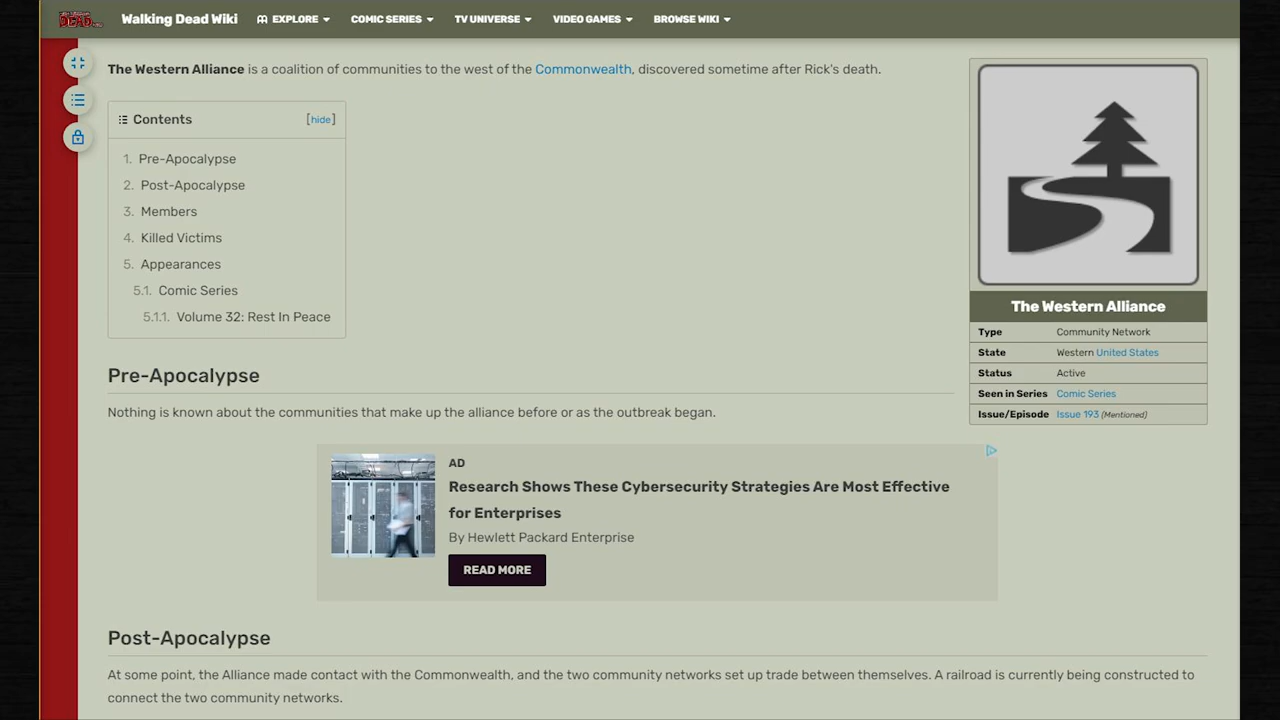 DEAD
Walking Dead Wiki
EXPLORE
COMIC SERIES
TV UNIVERSE
VIDEO GAMES
BROWSE WIKI
The Western Alliance is a coalition of communities to the west of the Commonwealth, discovered sometime after Rick's death.
Contents [hide]
1. Pre-Apocalypse
2. Post-Apocalypse
3. Members
4. Killed Victims
5. Appearances
5.1. Comic Series
5.1.1. Volume 32: Rest In Peace
The Western Alliance
Type Community Network
State Western United States
Status Active
Seen in Series Comic Series
Issue/Episode Issue 193 (Mentioned)
Pre-Apocalypse
Nothing is known about the communities that make up the alliance before or as the outbreak began.
AD
Research Shows These Cybersecurity Strategies Are Most Effective
for Enterprises
By Hewlett Packard Enterprise
READ MORE
Post-Apocalypse
At some point, the Alliance made contact with the Commonwealth, and the two community networks set up trade between themselves. A railroad is currently being constructed to
connect the two community networks.